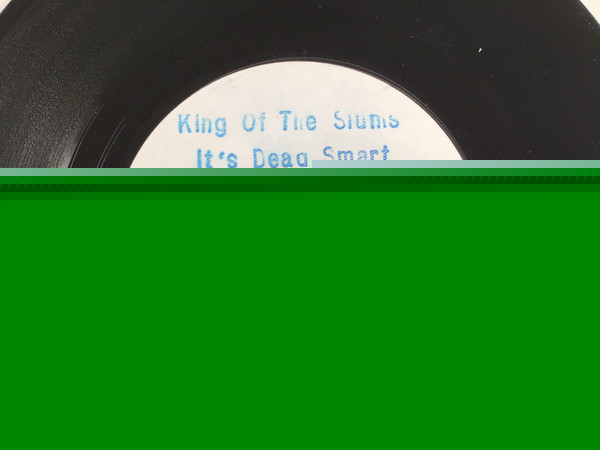 King Of The Slums
It's Dead Smart